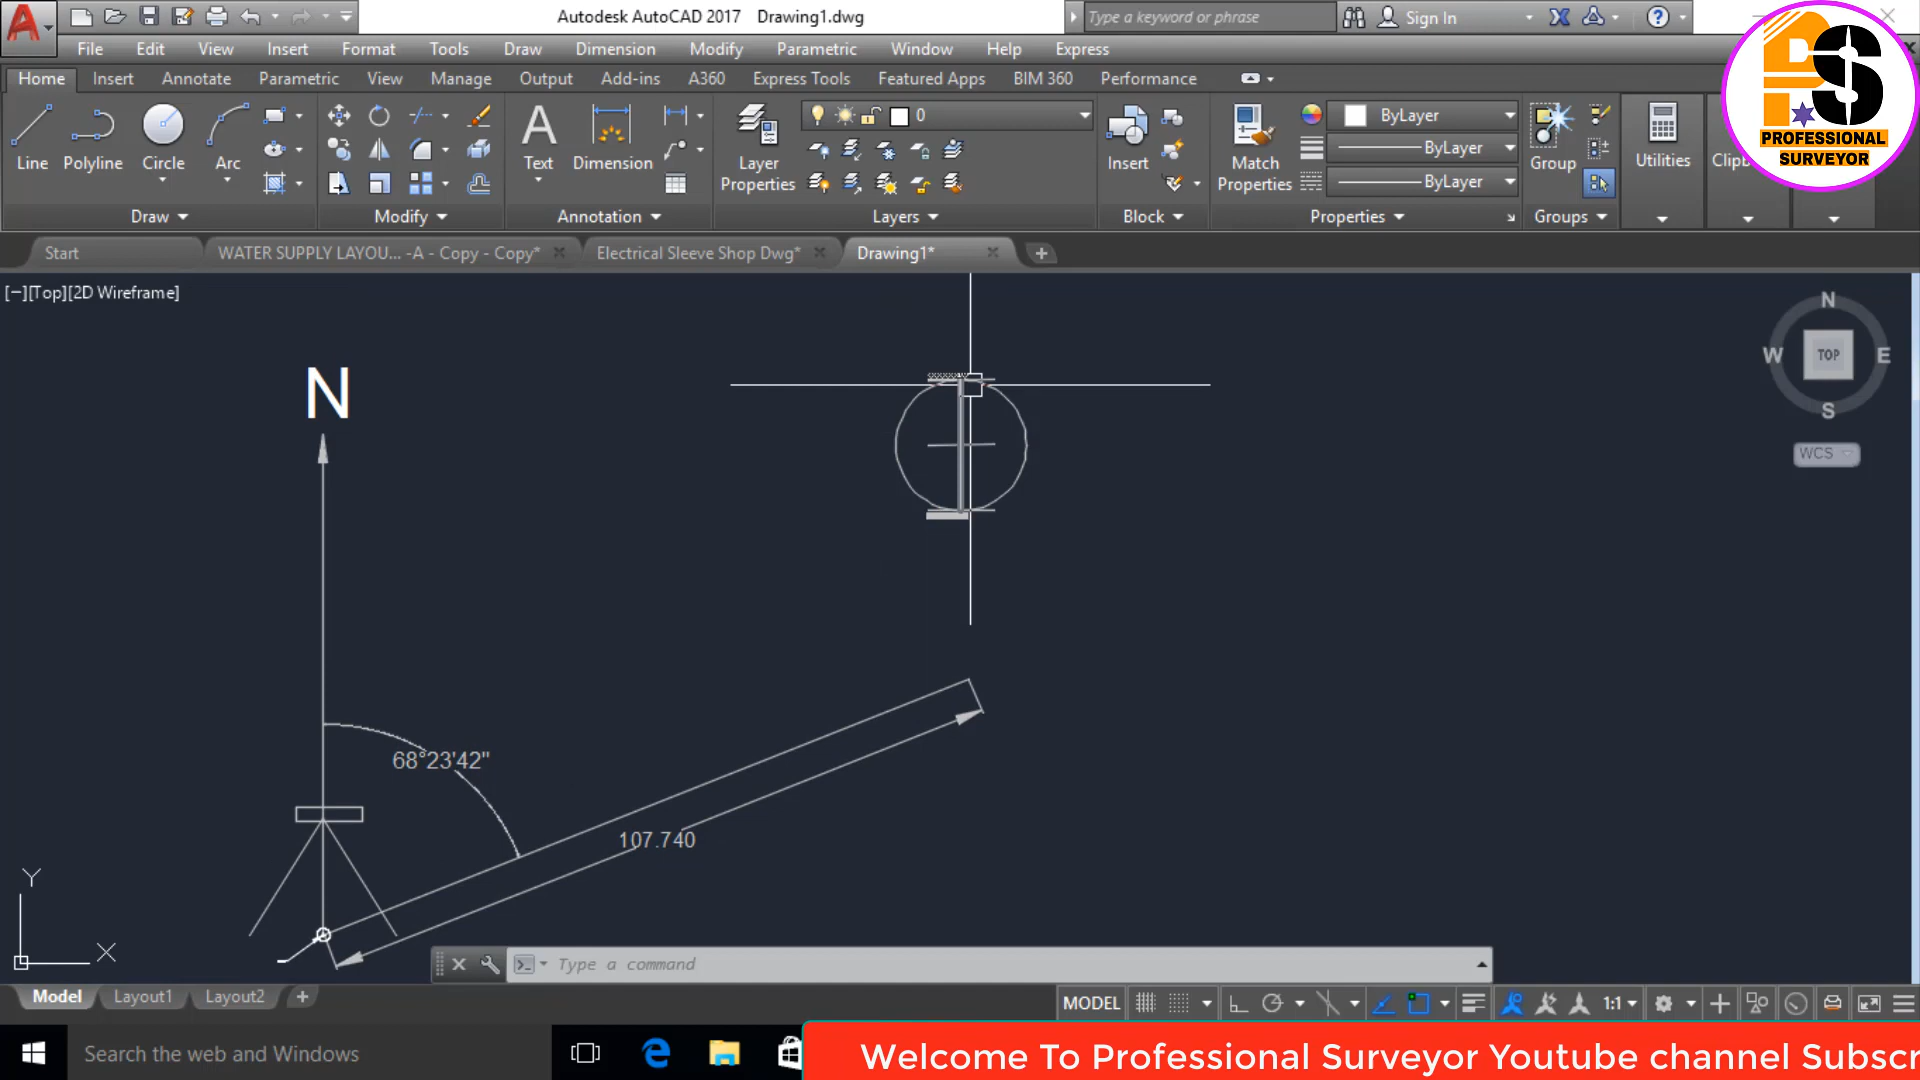 Autodesk AutoCAD 2017 Drawing1.dwg
Type a keyword or phrase
Sign In
File Edit View Insert Format Tools Draw Dimension Modify Parametric Window Help Express
Home Insert Annotate Parametric View Manage Output Add-ins A360 Express Tools Featured Apps BIM 360 Performance
PS
PROFESSIONAL
SURVEYOR
0
ByLayer
ByLayer
ByLayer
Line Polyline Circle Arc
Text Dimension
Layer
Properties
Insert
Match
Properties
Group
Utilities
Draw Modify Annotation Layers Block Properties Groups
Start WATER SUPPLY LAYOU... -A - Copy - Copy* Electrical Sleeve Shop Dwg* Drawing1*
[−][Top][2D Wireframe]
N
W TOP E
S
WCS
N
68°23'42"
107.740
Y
X
Type a command
Model Layout1 Layout2
MODEL
1:1
Search the web and Windows
Welcome To Professional Surveyor Youtube channel